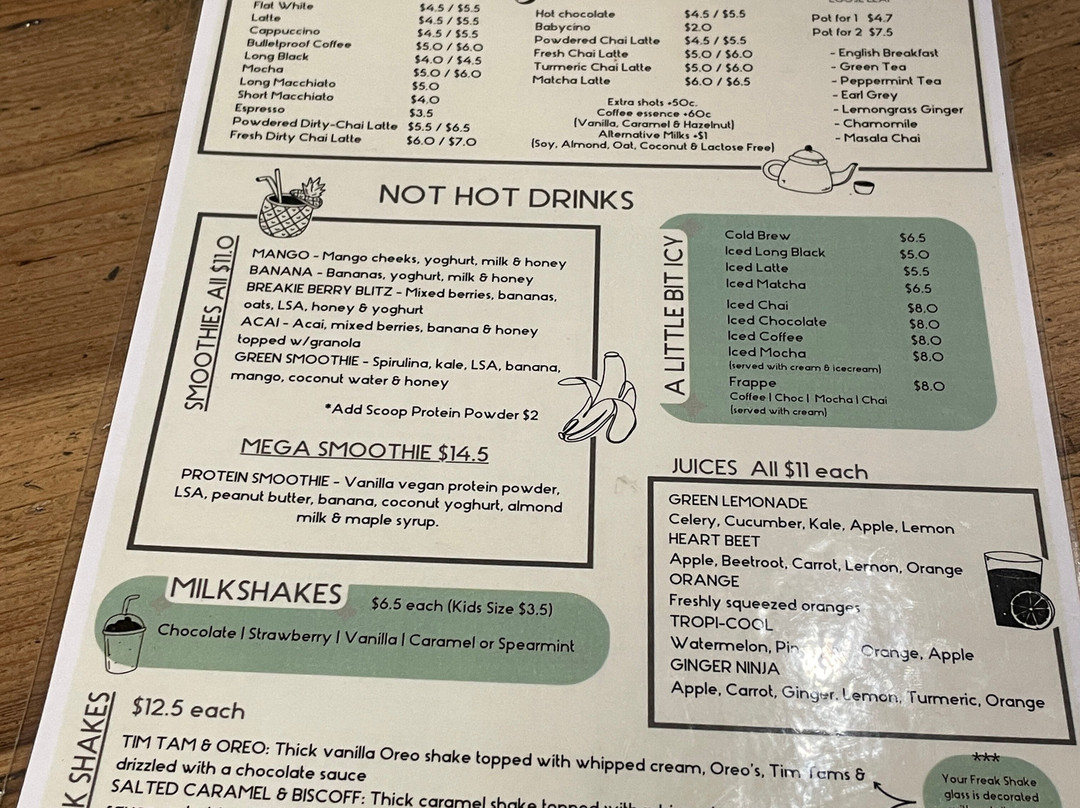 Flat White $4.5 / $5.5
Latte $4.5 / $5.5
Cappuccino $4.5 / $5.5
Bulletproof Coffee $5.0 / $6.0
Long Black $4.0 / $4.5
Mocha $5.0 / $6.0
Long Macchiato $5.0
Short Macchiato $4.0
Espresso $3.5
Powdered Dirty-Chai Latte $5.5 / $6.5
Fresh Dirty Chai Latte $6.0 / $7.0
Hot chocolate $4.5 / $5.5
Babycino $2.0
Powdered Chai Latte $4.5 / $5.5
Fresh Chai Latte $5.0 / $6.0
Turmeric Chai Latte $5.0 / $6.0
Matcha Latte $6.0 / $6.5
Extra shots +50c.
Coffee essence +60c
(Vanilla, Caramel & Hazelnut)
Alternative Milks +$1
(Soy, Almond, Oat, Coconut & Lactose Free)
LOOSE LEAF
Pot for 1 $4.7
Pot for 2 $7.5
- English Breakfast
- Green Tea
- Peppermint Tea
- Earl Grey
- Lemongrass Ginger
- Chamomile
- Masala Chai
NOT HOT DRINKS
SMOOTHIES All $11.0
MANGO - Mango cheeks, yoghurt, milk & honey
BANANA - Bananas, yoghurt, milk & honey
BREAKIE BERRY BLITZ - Mixed berries, bananas,
oats, LSA, honey & yoghurt
ACAI - Acai, mixed berries, banana & honey
topped w/granola
GREEN SMOOTHIE - Spirulina, kale, LSA, banana,
mango, coconut water & honey
*Add Scoop Protein Powder $2
MEGA SMOOTHIE $14.5
PROTEIN SMOOTHIE - Vanilla vegan protein powder,
LSA, peanut butter, banana, coconut yoghurt, almond
milk & maple syrup.
A LITTLE BIT ICY
Cold Brew $6.5
Iced Long Black $5.0
Iced Latte $5.5
Iced Matcha $6.5
Iced Chai $8.0
Iced Chocolate $8.0
Iced Coffee $8.0
Iced Mocha $8.0
(served with cream & icecream)
Frappe $8.0
Coffee | Choc | Mocha | Chai
(served with cream)
JUICES All $11 each
GREEN LEMONADE
Celery, Cucumber, Kale, Apple, Lemon
HEART BEET
Apple, Beetroot, Carrot, Lemon, Orange
ORANGE
Freshly squeezed oranges
TROPI-COOL
Watermelon, Orange, Apple
GINGER NINJA
Apple, Carrot, Ginger, Lemon, Turmeric, Orange
MILKSHAKES
$6.5 each (Kids Size $3.5)
Chocolate | Strawberry | Vanilla | Caramel or Spearmint
K SHAKES
$12.5 each
TIM TAM & OREO: Thick vanilla Oreo shake topped with whipped cream, Oreo's, Tim Tams &
drizzled with a chocolate sauce
SALTED CARAMEL & BISCOFF: Thick caramel shake topped
***
Your Freak Shake
glass is decorated